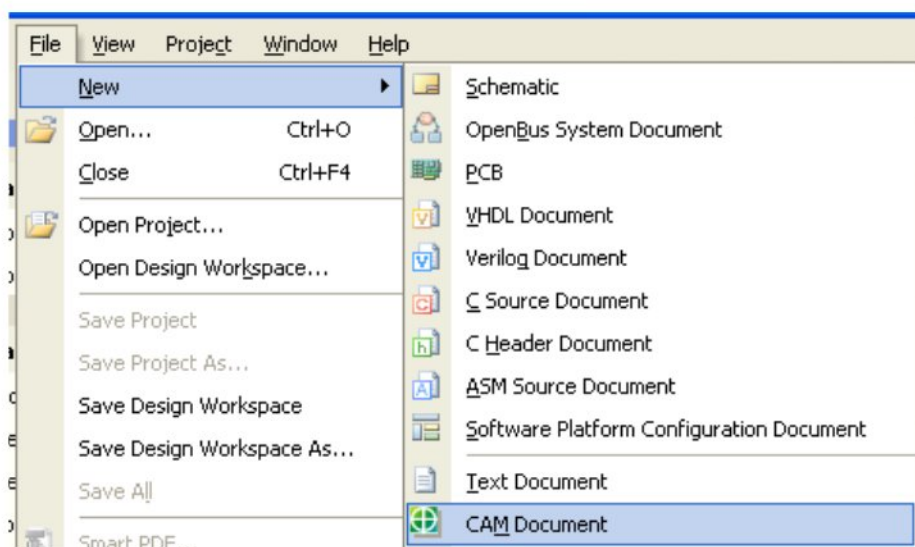 File View Project Window Help
New
Open... Ctrl+O
Close Ctrl+F4
Open Project...
Open Design Workspace...
Save Project
Save Project As...
Save Design Workspace
Save Design Workspace As...
Save All
Smart PDF...
Schematic
OpenBus System Document
PCB
VHDL Document
Verilog Document
C Source Document
C Header Document
ASM Source Document
Software Platform Configuration Document
Text Document
CAM Document